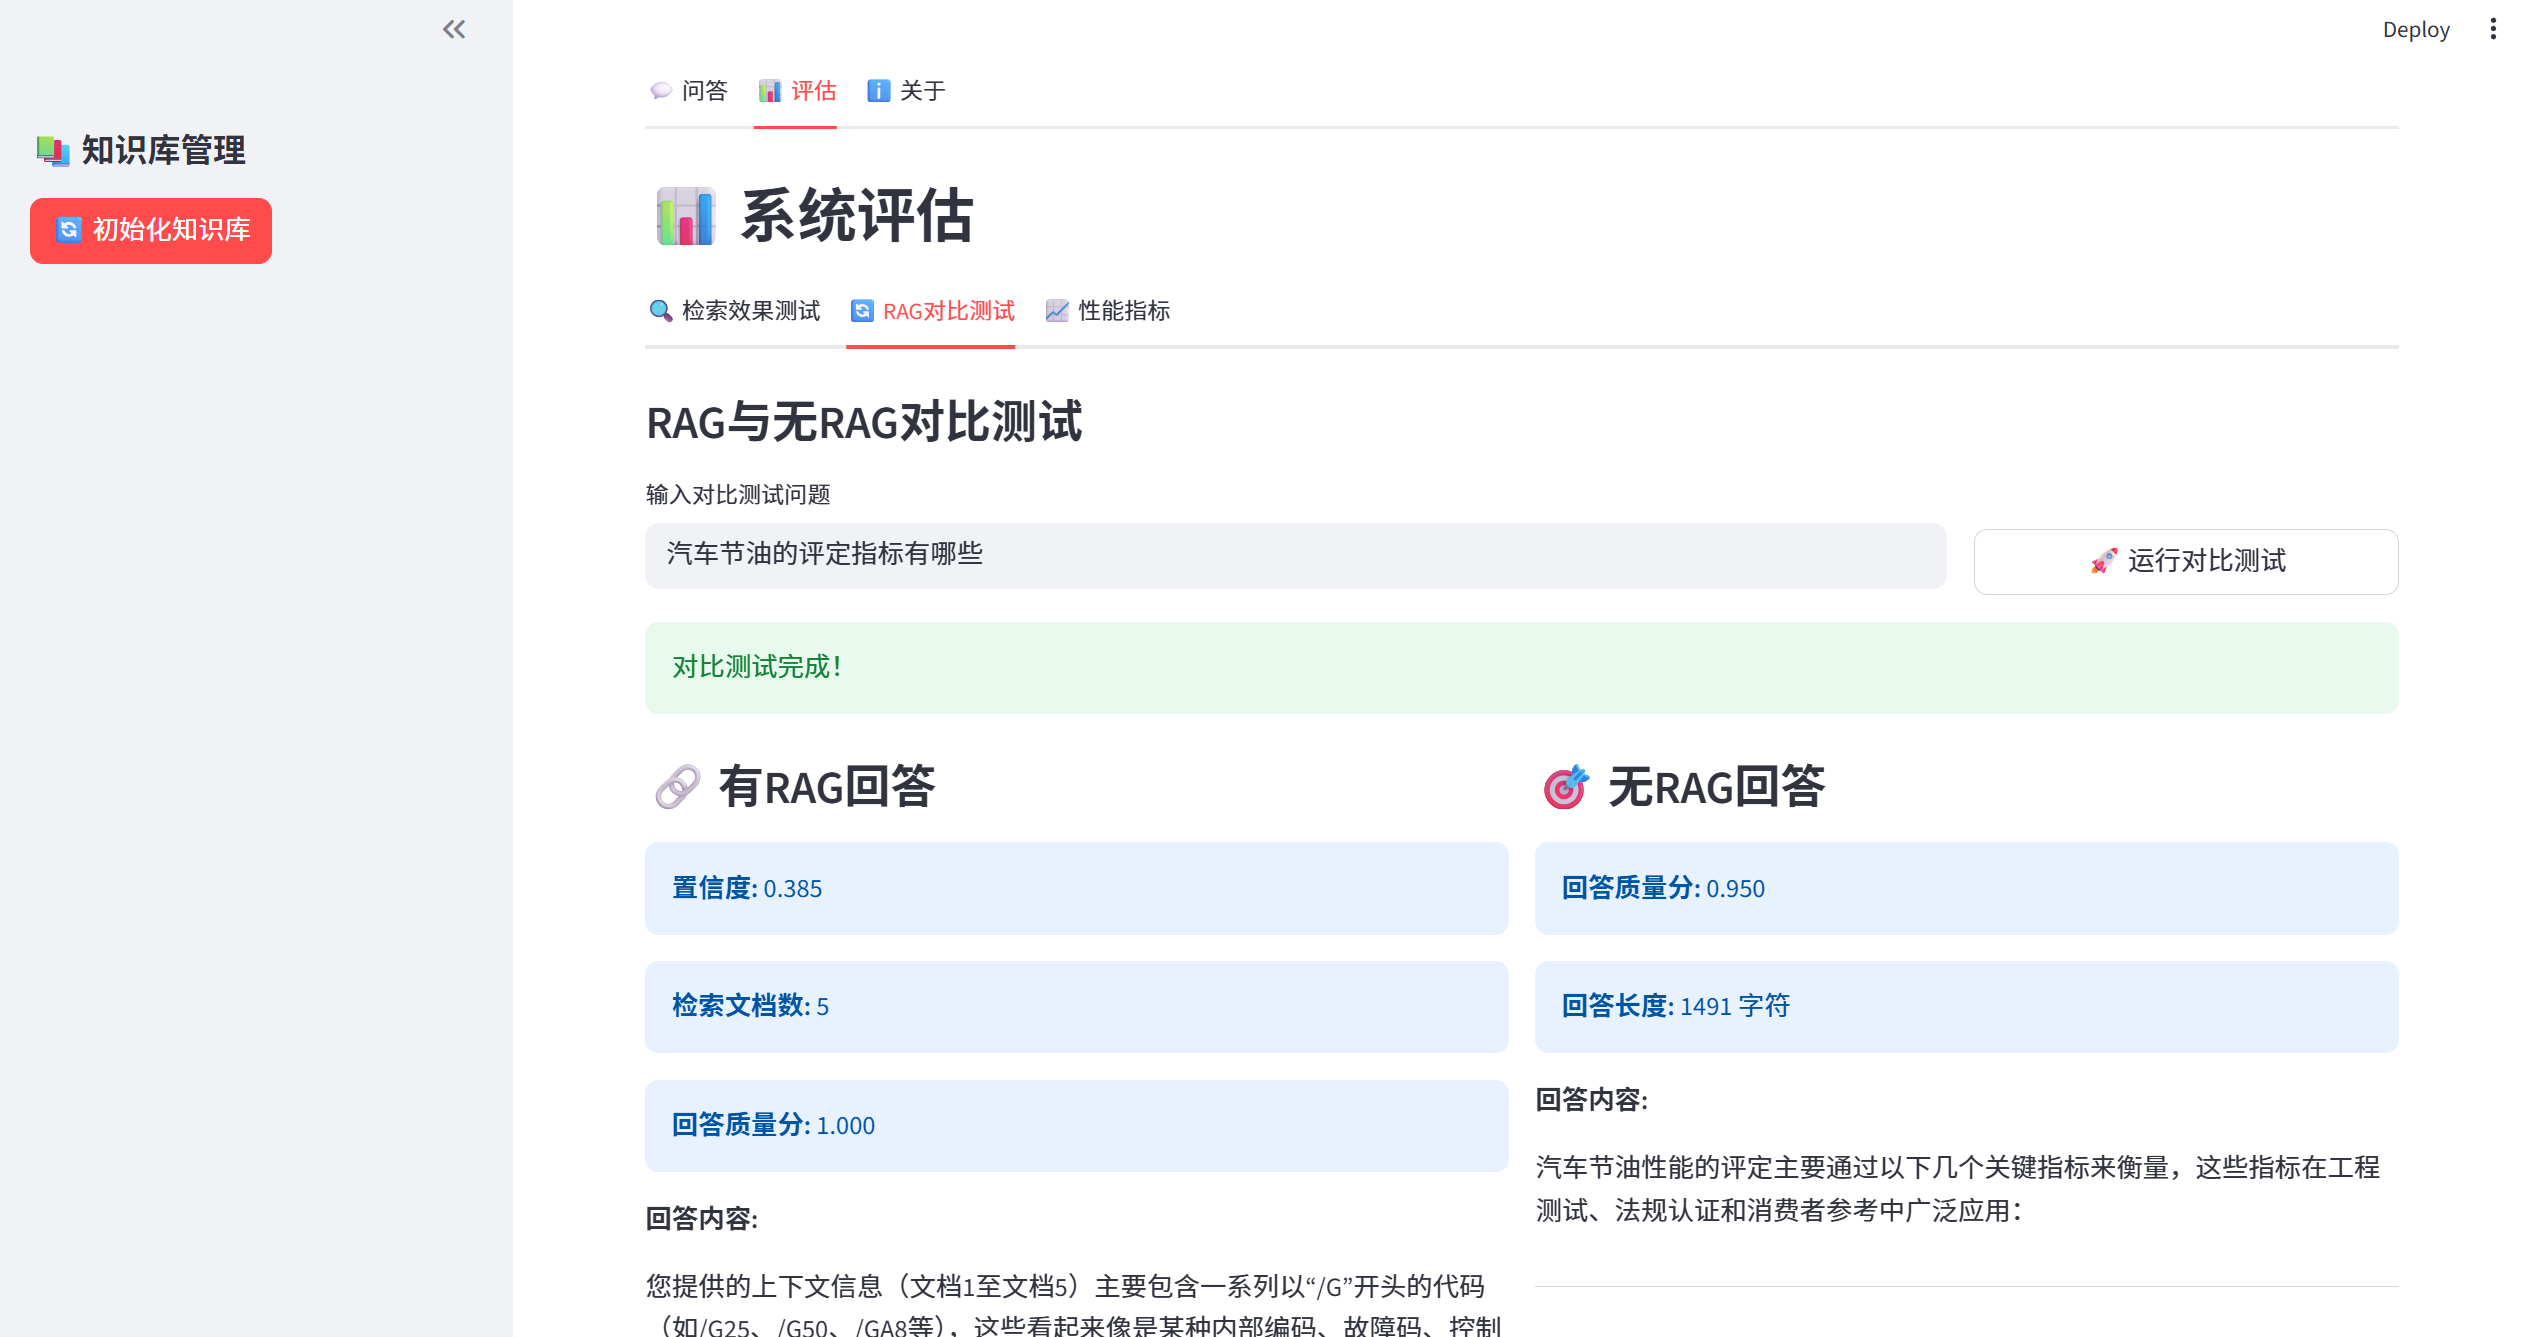 Deploy
知识库管理
初始化知识库
问答
评估
关于
系统评估
检索效果测试
RAG对比测试
性能指标
RAG与无RAG对比测试
输入对比测试问题
汽车节油的评定指标有哪些
运行对比测试
对比测试完成！
有RAG回答
置信度: 0.385
检索文档数: 5
回答质量分: 1.000
回答内容:
您提供的上下文信息（文档1至文档5）主要包含一系列以“/G”开头的代码
（如/G25、/G50、/GA8等），这些看起来像是某种内部编码、故障码、控制
无RAG回答
回答质量分: 0.950
回答长度: 1491 字符
回答内容:
汽车节油性能的评定主要通过以下几个关键指标来衡量，这些指标在工程
测试、法规认证和消费者参考中广泛应用：